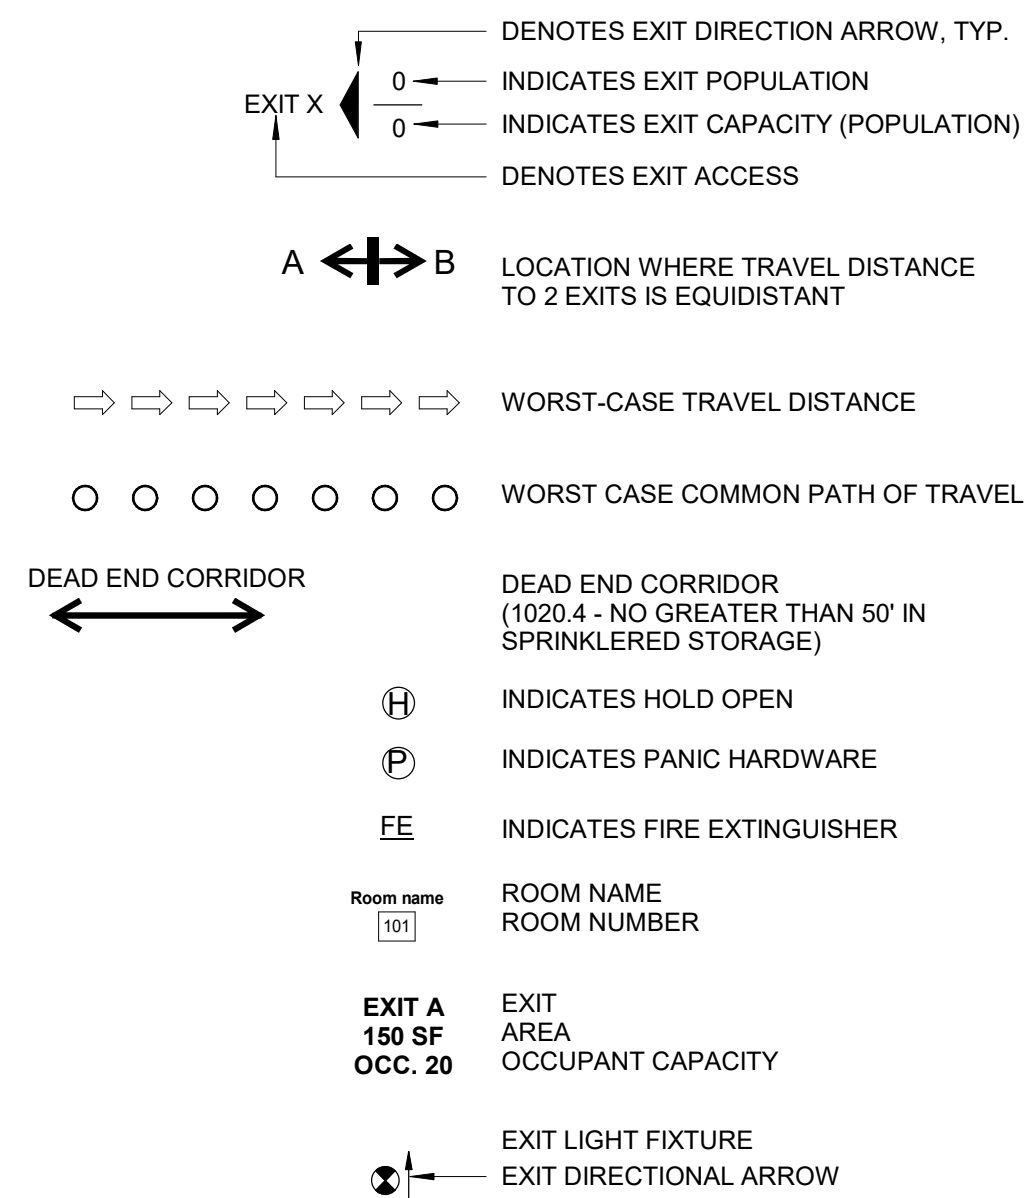 DENOTES EXIT DIRECTION ARROW, TYP.
0 INDICATES EXIT POPULATION
EXIT X
0 INDICATES EXIT CAPACITY (POPULATION)
DENOTES EXIT ACCESS
A B
LOCATION WHERE TRAVEL DISTANCE
TO 2 EXITS IS EQUIDISTANT
WORST-CASE TRAVEL DISTANCE
WORST CASE COMMON PATH OF TRAVEL
DEAD END CORRIDOR
DEAD END CORRIDOR
(1020.4 - NO GREATER THAN 50' IN
SPRINKLERED STORAGE)
H INDICATES HOLD OPEN
P INDICATES PANIC HARDWARE
FE INDICATES FIRE EXTINGUISHER
Room name ROOM NAME
101 ROOM NUMBER
EXIT A EXIT
150 SF AREA
OCC. 20 OCCUPANT CAPACITY
EXIT LIGHT FIXTURE
EXIT DIRECTIONAL ARROW